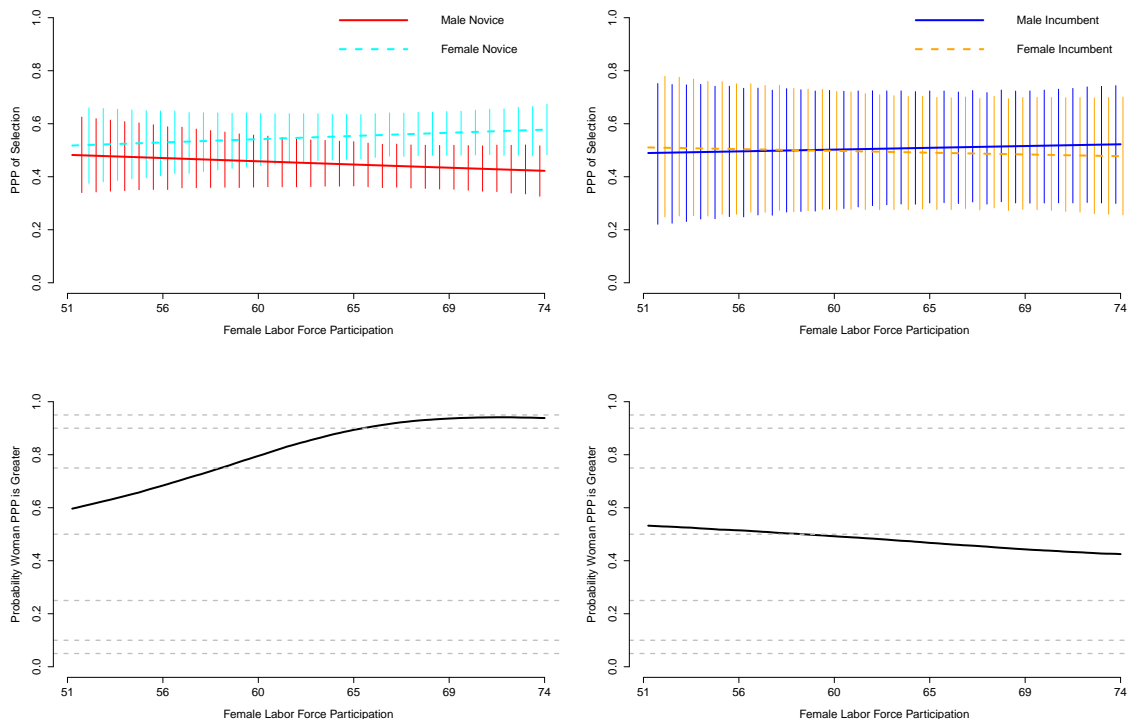 Male Novice
Female Novice
PPP of Selection
0.0 0.2 0.4 0.6 0.8 1.0
51 56 60 65 69 74
Female Labor Force Participation
Male Incumbent
Female Incumbent
PPP of Selection
0.0 0.2 0.4 0.6 0.8 1.0
51 56 60 65 69 74
Female Labor Force Participation
Probability Woman PPP is Greater
0.0 0.2 0.4 0.6 0.8 1.0
51 56 60 65 69 74
Female Labor Force Participation
Probability Woman PPP is Greater
0.0 0.2 0.4 0.6 0.8 1.0
51 56 60 65 69 74
Female Labor Force Participation